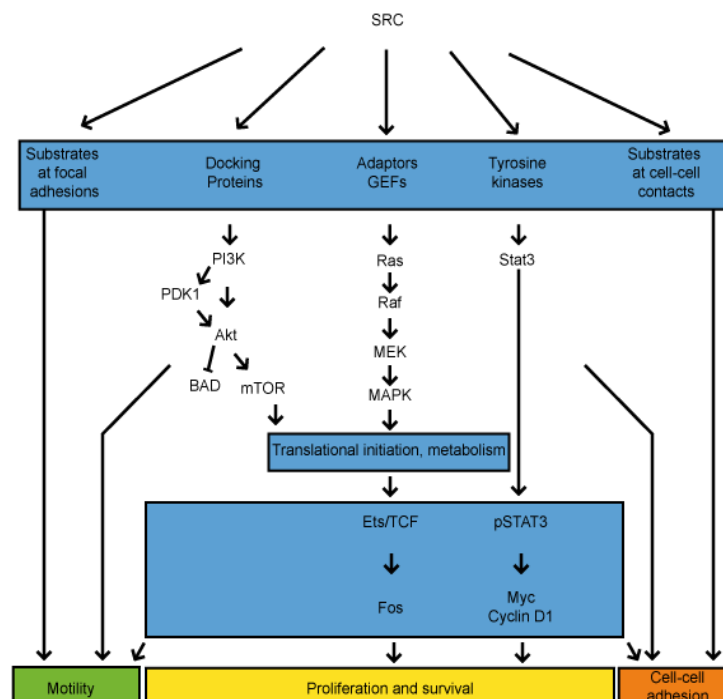 SRC
Substrates
at focal
adhesions
Docking
Proteins
Adaptors
GEFs
Tyrosine
kinases
Substrates
at cell-cell
contacts
PI3K
Ras
Stat3
PDK1
Raf
Akt
MEK
BAD
mTOR
MAPK
Translational initiation, metabolism
Ets/TCF
pSTAT3
Fos
Myc
Cyclin D1
Motility
Proliferation and survival
Cell-cell
adhesion